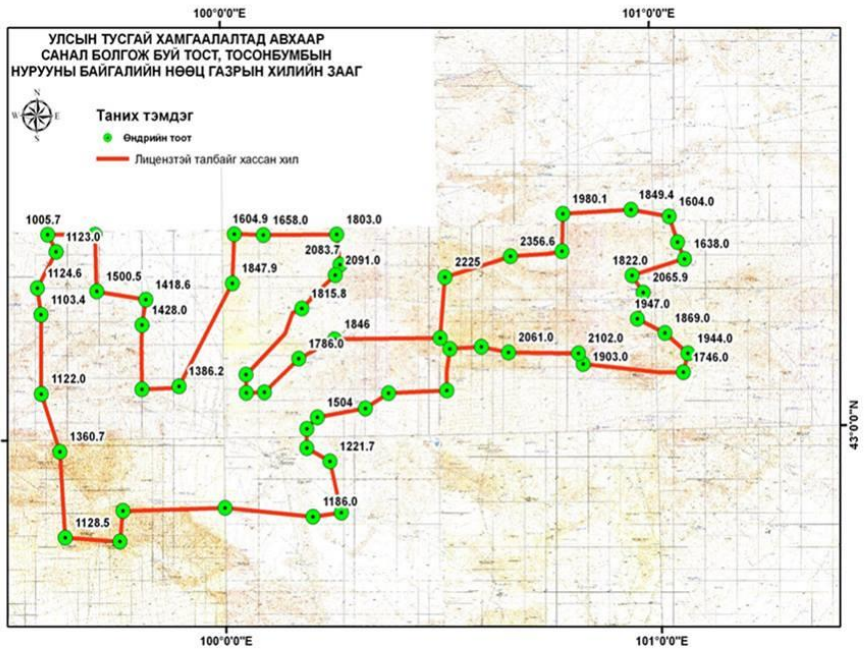 100°0'0"E
101°0'0"E
УЛСЫН ТУСГАЙ ХАМГААЛАЛТАД АВХААР
САНАЛ БОЛГОЖ БУЙ ТОСТ, ТОСОНБУМБЫН
НУРУУНЫ БАЙГАЛИЙН НӨӨЦ ГАЗРЫН ХИЛИЙН ЗААГ
N
W
E
S
Таних тэмдэг
Өндрийн тоот
Лицензтэй талбайг хассан хил
1980.1
1849.4
1604.0
1005.7
1123.0
1604.9
1658.0
1803.0
2356.6
1638.0
2083.7
2091.0
2225
1822.0
2065.9
1124.6
1500.5
1418.6
1847.9
1103.4
1428.0
1815.8
1947.0
1869.0
1846
1786.0
2061.0
2102.0
1944.0
1903.0
1746.0
1386.2
1122.0
1504
1360.7
1221.7
43°0'0"N
1186.0
1128.5
100°0'0"E
101°0'0"E